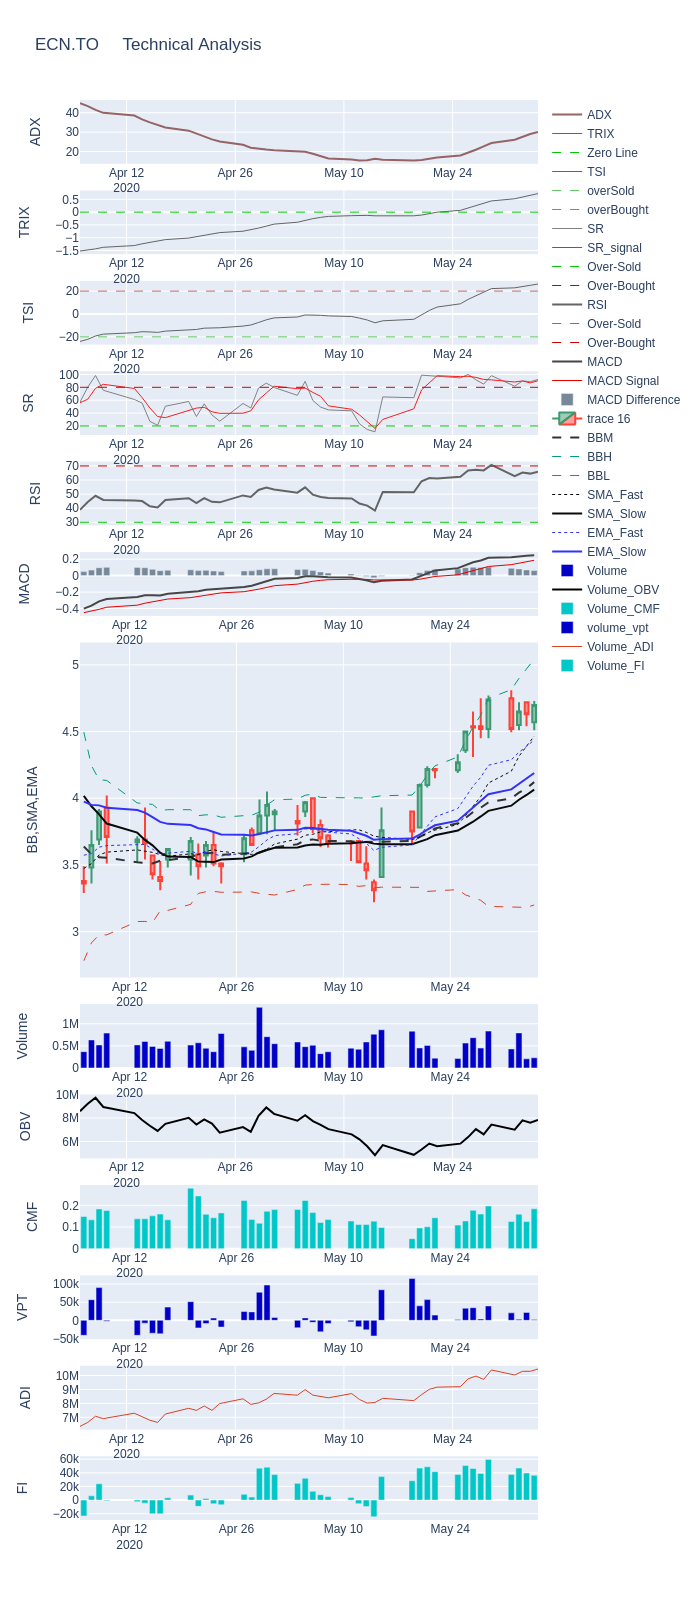 ECN.TO Technical Analysis
ADX
40
30
20
Apr 12
2020
Apr 26
May 10
May 24
TRIX
0.5
0
−0.5
−1
−1.5
Apr 12
2020
Apr 26
May 10
May 24
TSI
20
0
−20
Apr 12
2020
Apr 26
May 10
May 24
SR
100
80
60
40
20
Apr 12
2020
Apr 26
May 10
May 24
RSI
70
60
50
40
30
Apr 12
2020
Apr 26
May 10
May 24
MACD
0.2
0
−0.2
−0.4
Apr 12
2020
Apr 26
May 10
May 24
BB,SMA,EMA
5
4.5
4
3.5
3
Apr 12
2020
Apr 26
May 10
May 24
Volume
1M
0.5M
0
Apr 12
2020
Apr 26
May 10
May 24
OBV
10M
8M
6M
Apr 12
2020
Apr 26
May 10
May 24
CMF
0.2
0.1
0
Apr 12
2020
Apr 26
May 10
May 24
VPT
100k
50k
0
−50k
Apr 12
2020
Apr 26
May 10
May 24
ADI
10M
9M
8M
7M
Apr 12
2020
Apr 26
May 10
May 24
FI
60k
40k
20k
0
−20k
Apr 12
2020
Apr 26
May 10
May 24
ADX
TRIX
Zero Line
TSI
overSold
overBought
SR
SR_signal
Over-Sold
Over-Bought
RSI
Over-Sold
Over-Bought
MACD
MACD Signal
MACD Difference
trace 16
BBM
BBH
BBL
SMA_Fast
SMA_Slow
EMA_Fast
EMA_Slow
Volume
Volume_OBV
Volume_CMF
volume_vpt
Volume_ADI
Volume_FI